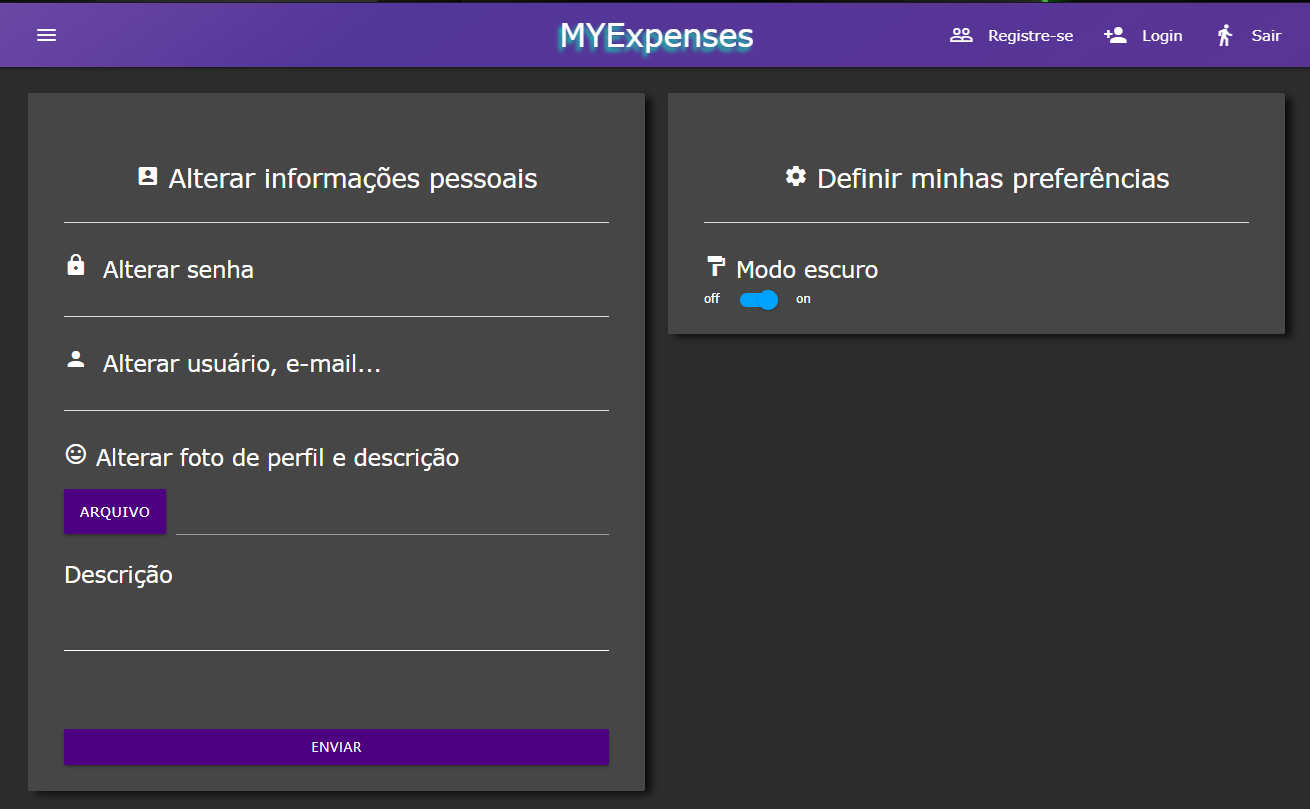 MYExpenses
Registre-se
Login
Sair
Alterar informações pessoais
Alterar senha
Alterar usuário, e-mail...
Alterar foto de perfil e descrição
ARQUIVO
Descrição
ENVIAR
Definir minhas preferências
Modo escuro
off on